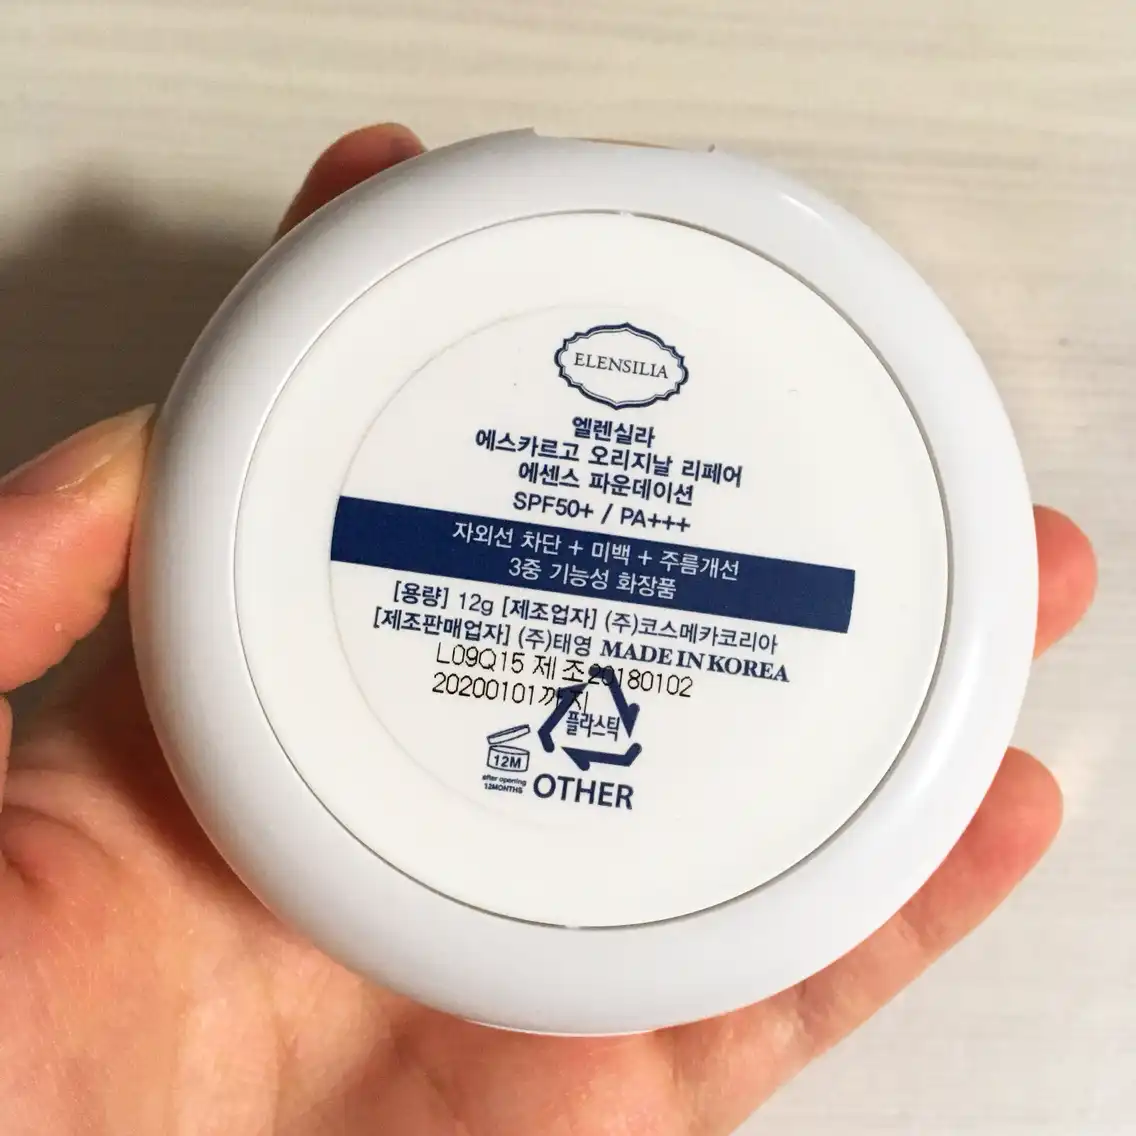 ELENSILIA
엘렌실라
에스카르고 오리지날 리페어
에센스 파운데이션
SPF50+ / PA+++
자외선 차단 + 미백 + 주름개선
3중 기능성 화장품
[용량] 12g [제조업자] (주)코스메카코리아
[제조판매업자] (주)태영 MADE IN KOREA
L09Q15 제조20180102
20200101까지
플라스틱
12M
after opening
12MONTHS
OTHER